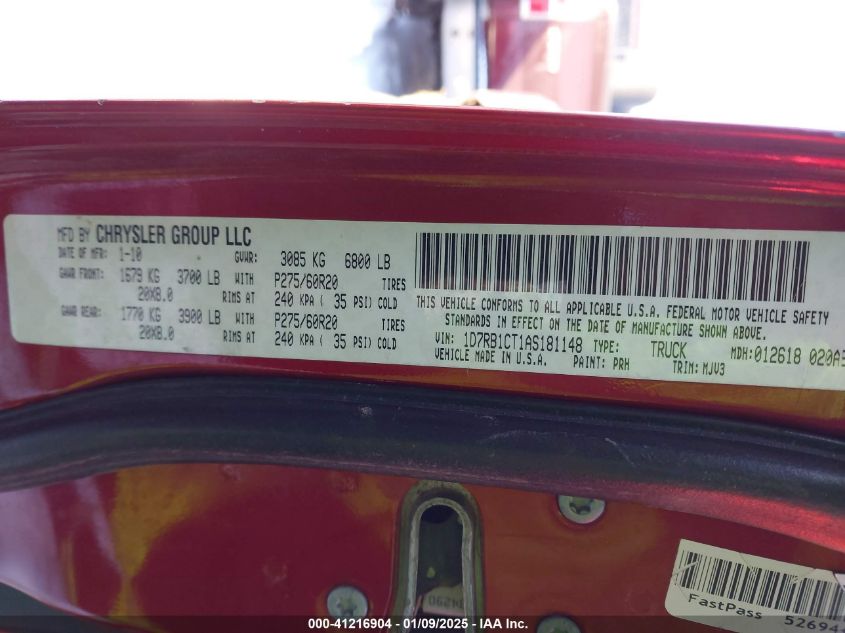 MFD BY CHRYSLER GROUP LLC
DATE OF MFR: 1-10 GVWR: 3085 KG 6800 LB
GAWR FRONT: 1679 KG 3700 LB WITH P275/60R20 TIRES
20X8.0 RIMS AT 240 KPA ( 35 PSI) COLD
GAWR REAR: 1770 KG 3900 LB WITH P275/60R20 TIRES
20X8.0 RIMS AT 240 KPA ( 35 PSI) COLD
THIS VEHICLE CONFORMS TO ALL APPLICABLE U.S.A. FEDERAL MOTOR VEHICLE SAFETY
STANDARDS IN EFFECT ON THE DATE OF MANUFACTURE SHOWN ABOVE.
VIN: 1D7RB1CT1AS181148 TYPE: TRUCK MDH:012618 020A
VEHICLE MADE IN U.S.A. PAINT: PRH TRIM: MJV3
FastPass 5269
000-41216904 - 01/09/2025 - IAA Inc.